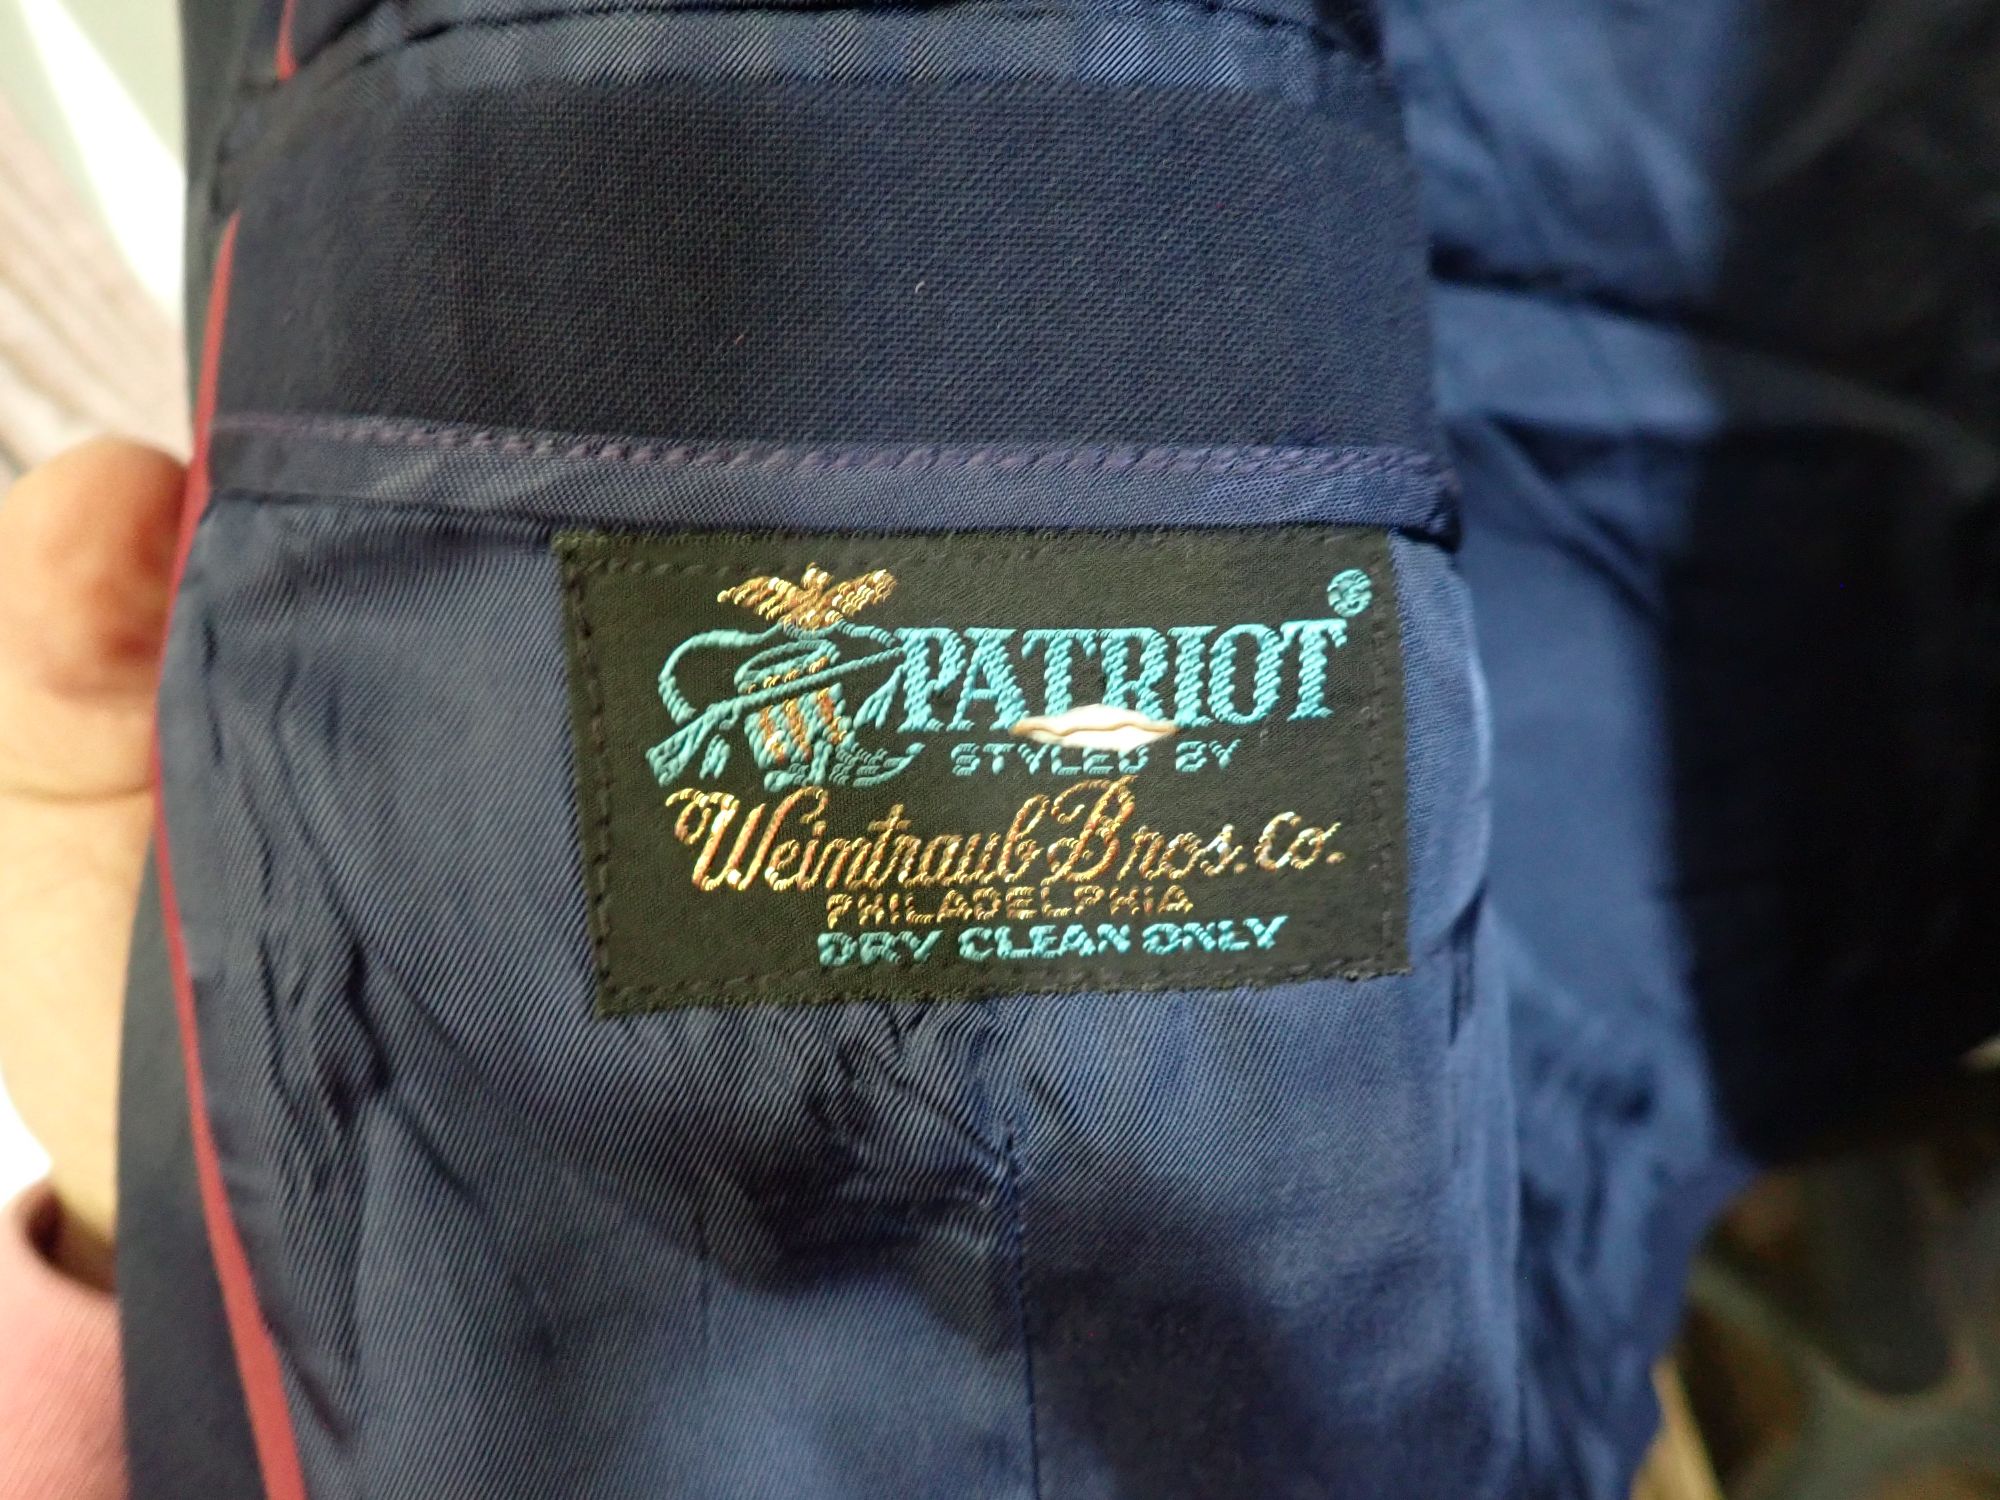 PATRIOT®
STYLED BY
Weintraub Bros. Co.
PHILADELPHIA
DRY CLEAN ONLY